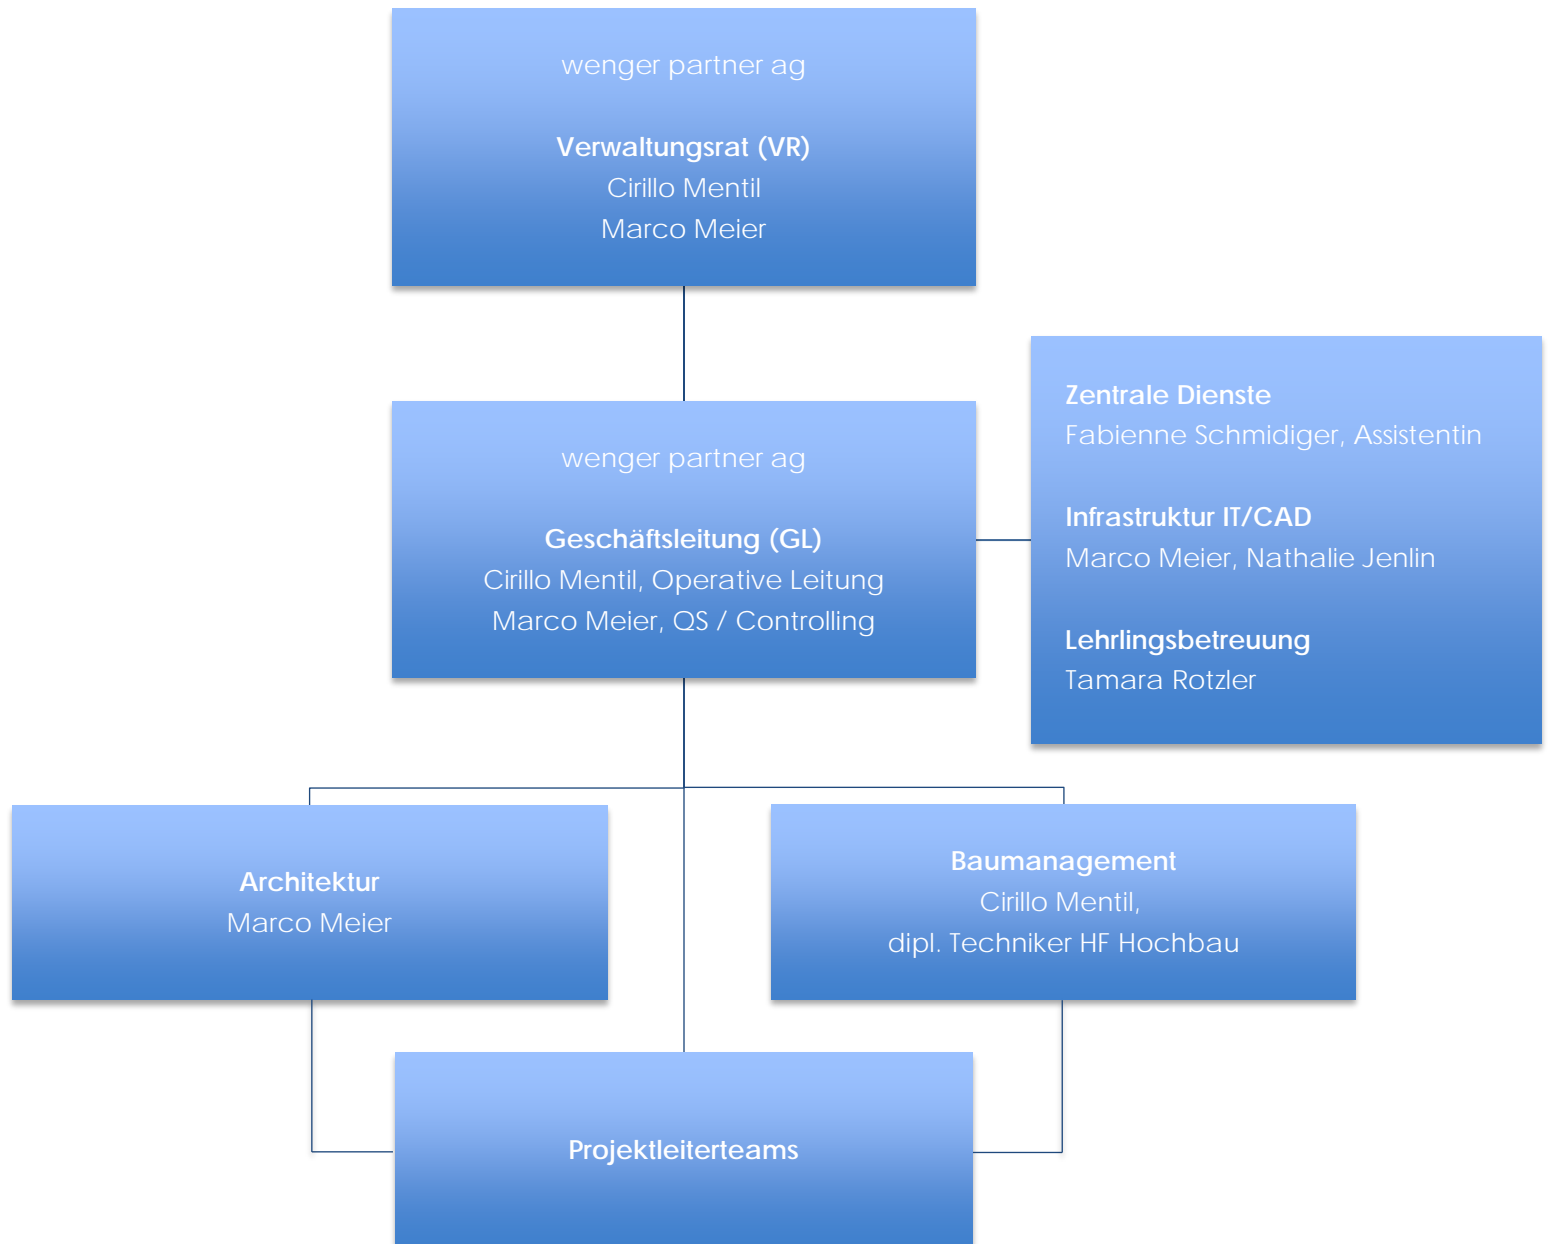 wenger partner ag
Verwaltungsrat (VR)
Cirillo Mentil
Marco Meier
wenger partner ag
Geschäftsleitung (GL)
Cirillo Mentil, Operative Leitung
Marco Meier, QS / Controlling
Zentrale Dienste
Fabienne Schmidiger, Assistentin
Infrastruktur IT/CAD
Marco Meier, Nathalie Jenlin
Lehrlingsbetreuung
Tamara Rotzler
Architektur
Marco Meier
Baumanagement
Cirillo Mentil,
dipl. Techniker HF Hochbau
Projektleiterteams